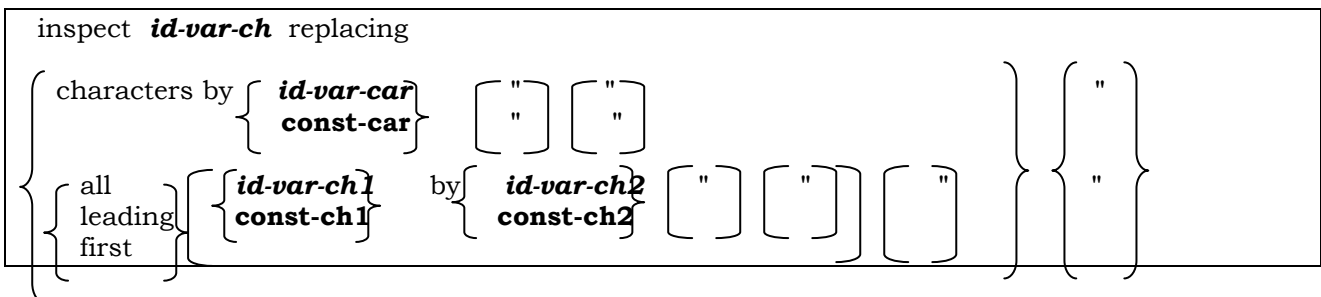 inspect id-var-ch replacing
characters by id-var-car " " "
const-car " "
all id-var-ch1 by id-var-ch2 " " " "
leading const-ch1 const-ch2
first